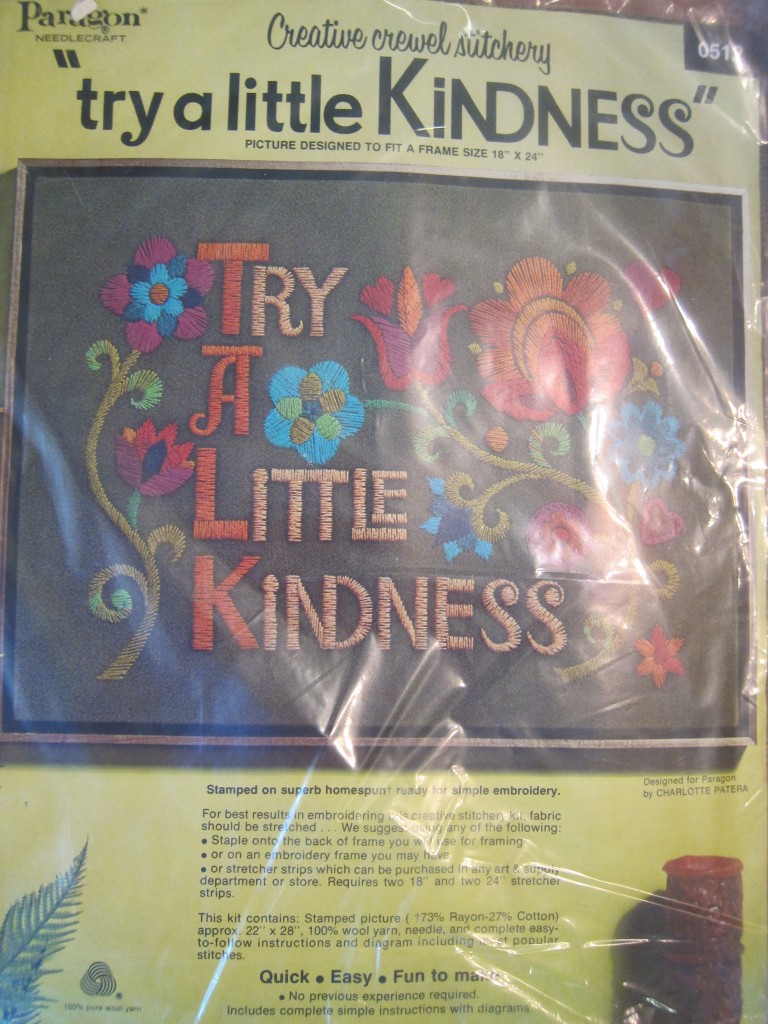 Paragon*
NEEDLECRAFT
Creative crewel stitchery
"try a little KiNDNESS"
PICTURE DESIGNED TO FIT A FRAME SIZE 18" X 24"
TRY
A
LiTTLE
KiNDNESS
Designed for Paragon
by CHARLOTTE PATERA
Stamped on superb homespun† ready for simple embroidery.
For best results in embroidering this creative stitchery kit, fabric
should be stretched . . . We suggest using any of the following:
• Staple onto the back of frame you will use for framing
• or on an embroidery frame you may have
• or stretcher strips which can be purchased in any art & supply
department or store. Requires two 18" and two 24" stretcher
strips.
This kit contains: Stamped picture ( †73% Rayon-27% Cotton)
approx. 22" x 28", 100% wool yarn, needle, and complete easy-
to-follow instructions and diagram including most popular
stitches.
Quick • Easy • Fun to make
• No previous experience required.
Includes complete simple instructions with diagrams.
100% pure wool yarn